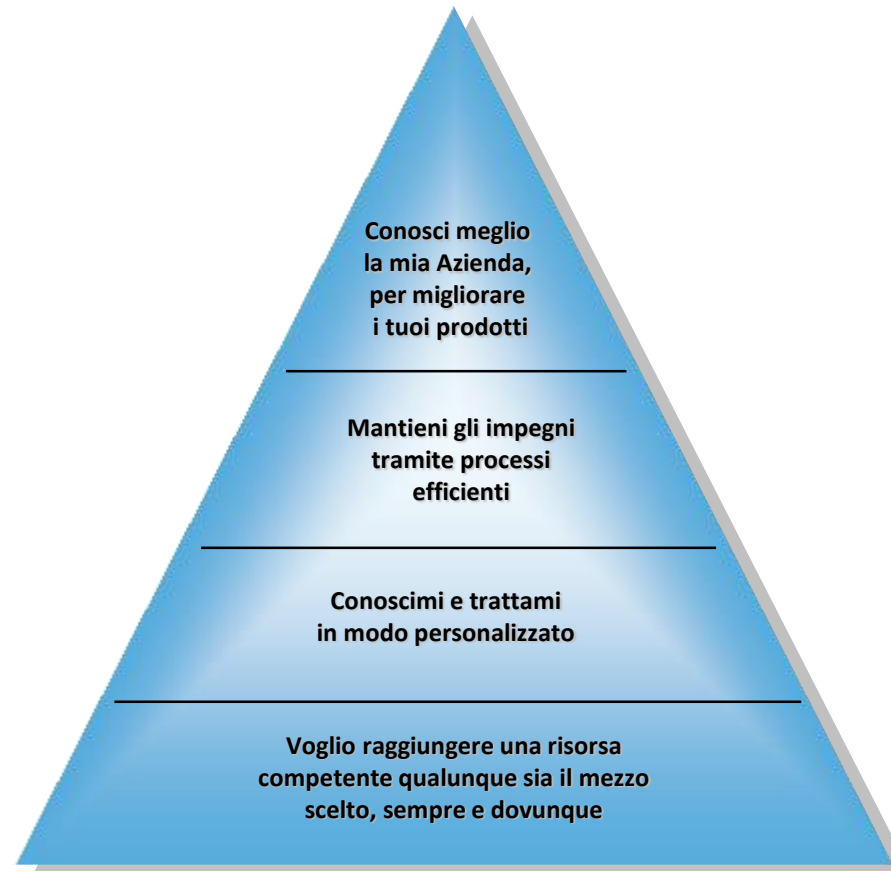 Conosci meglio
la mia Azienda,
per migliorare
i tuoi prodotti
Mantieni gli impegni
tramite processi
efficienti
Conoscimi e trattami
in modo personalizzato
Voglio raggiungere una risorsa
competente qualunque sia il mezzo
scelto, sempre e dovunque